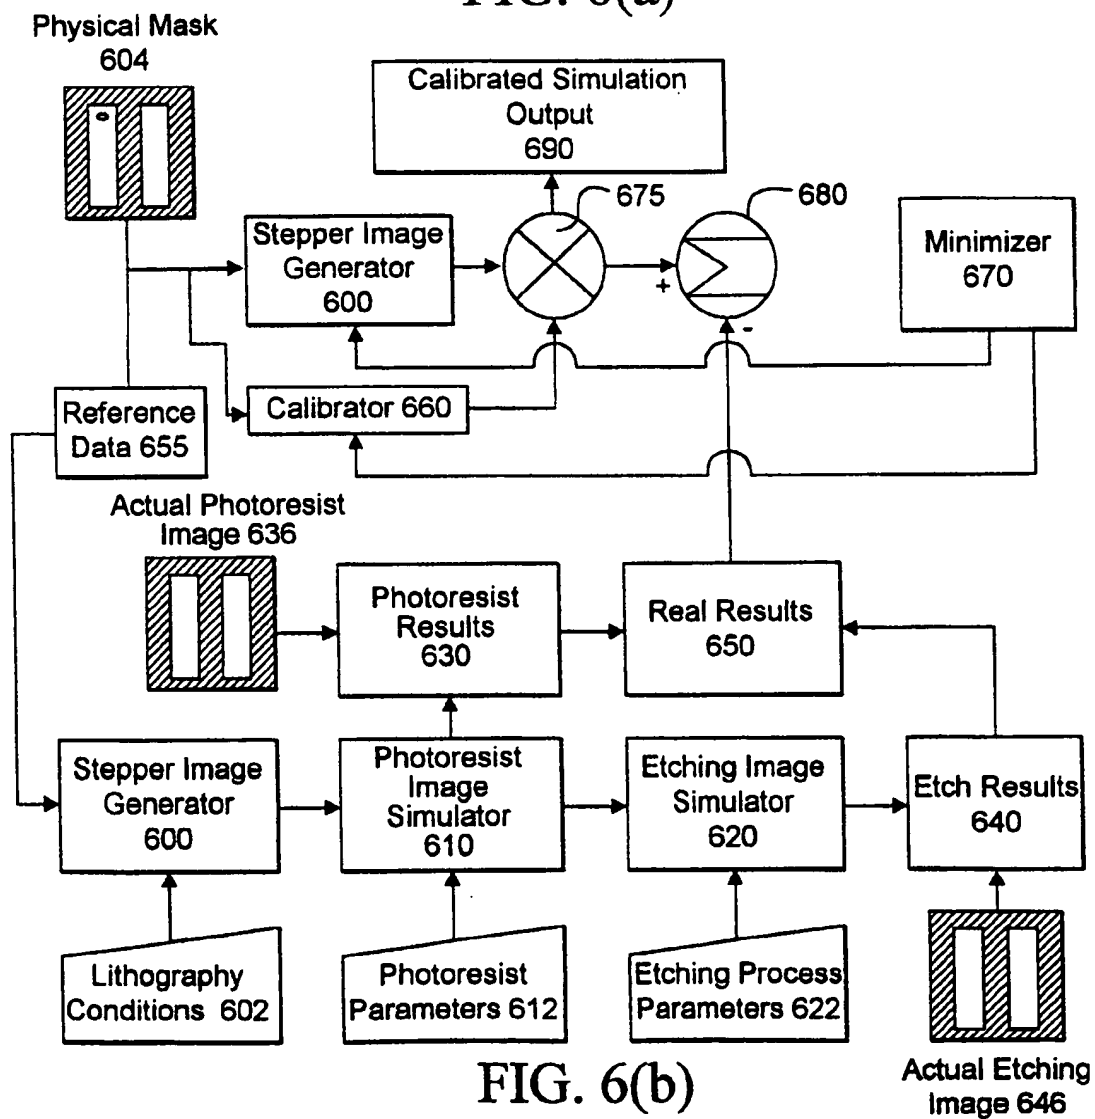 FIG. 6(a)
Physical Mask
604
Calibrated Simulation
Output
690
675
680
Stepper Image
Generator
600
Minimizer
670
+
-
Calibrator 660
Reference
Data 655
Actual Photoresist
Image 636
Photoresist
Results
630
Real Results
650
Stepper Image
Generator
600
Photoresist
Image
Simulator
610
Etching Image
Simulator
620
Etch Results
640
Lithography
Conditions 602
Photoresist
Parameters 612
Etching Process
Parameters 622
Actual Etching
Image 646
FIG. 6(b)